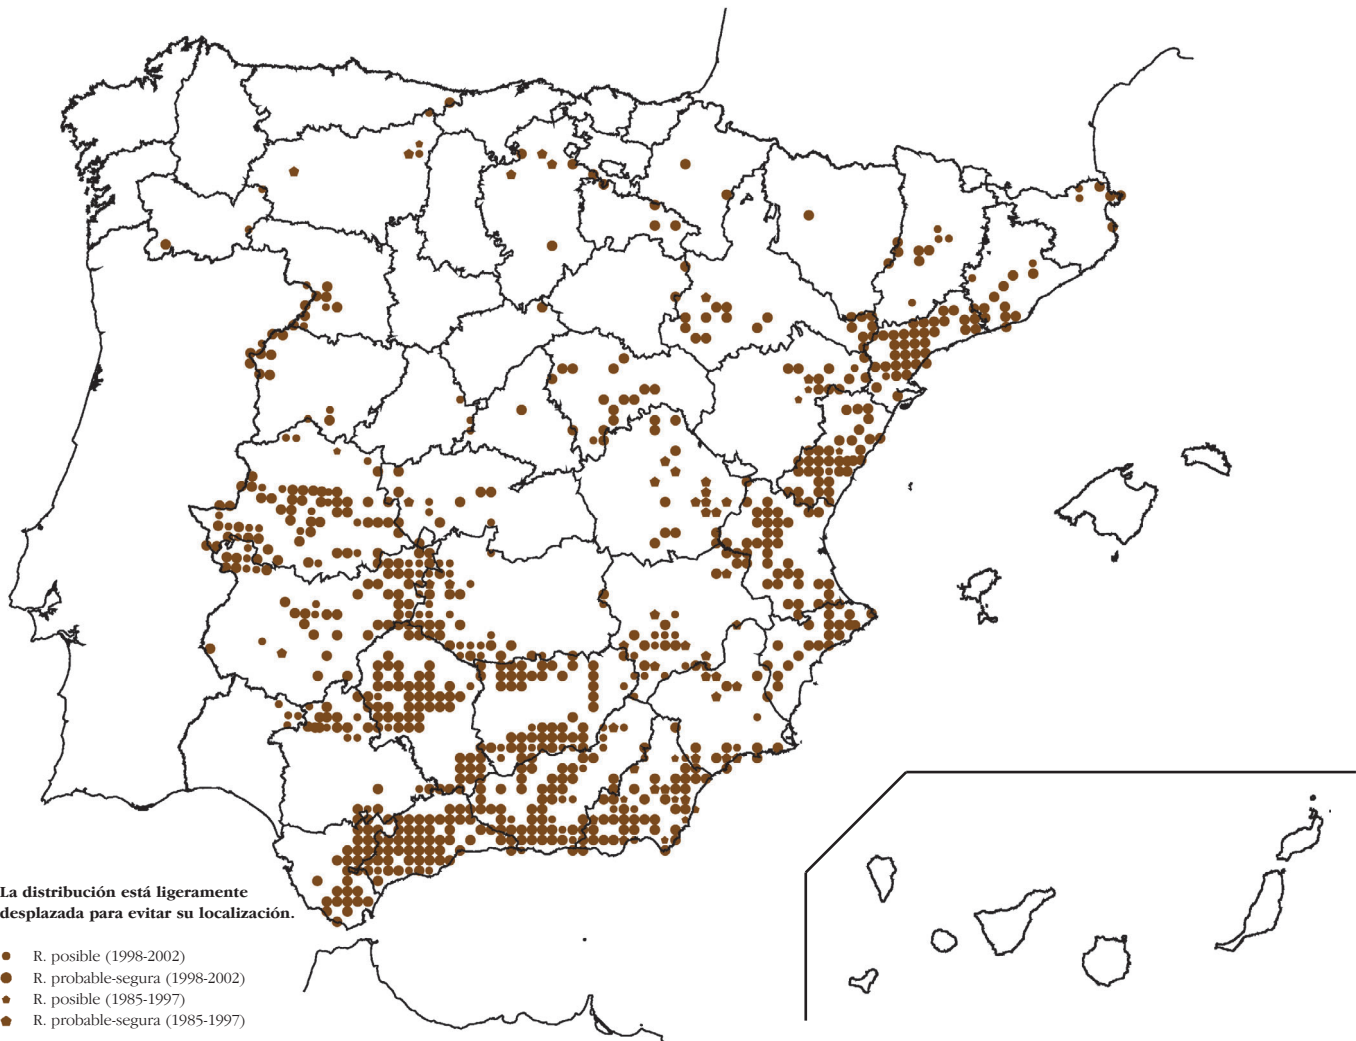 La distribución está ligeramente
desplazada para evitar su localización.
R. posible (1998-2002)
R. probable-segura (1998-2002)
R. posible (1985-1997)
R. probable-segura (1985-1997)